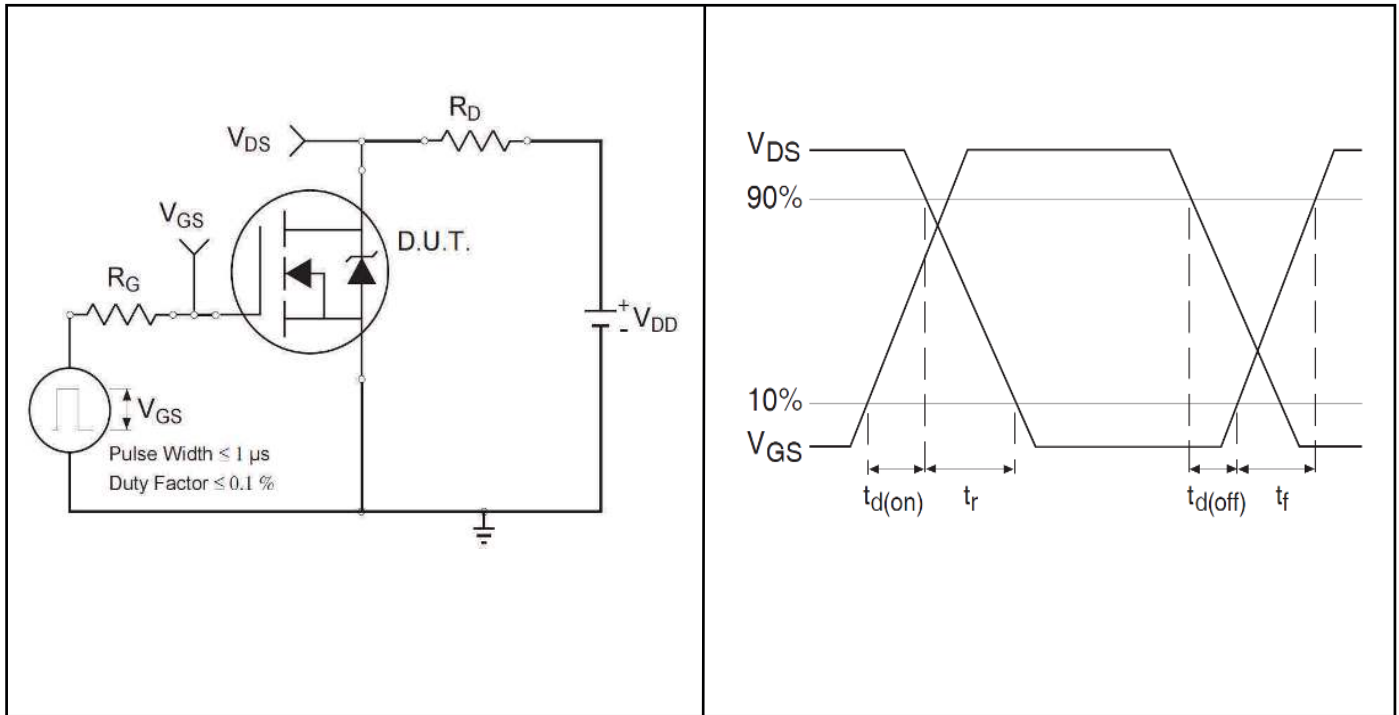 R_D
V_DS
V_GS
D.U.T.
R_G
+
V_DD
-
V_GS
Pulse Width ≤ 1 µs
Duty Factor ≤ 0.1 %
V_DS
90%
10%
V_GS
t_d(on)
t_r
t_d(off)
t_f